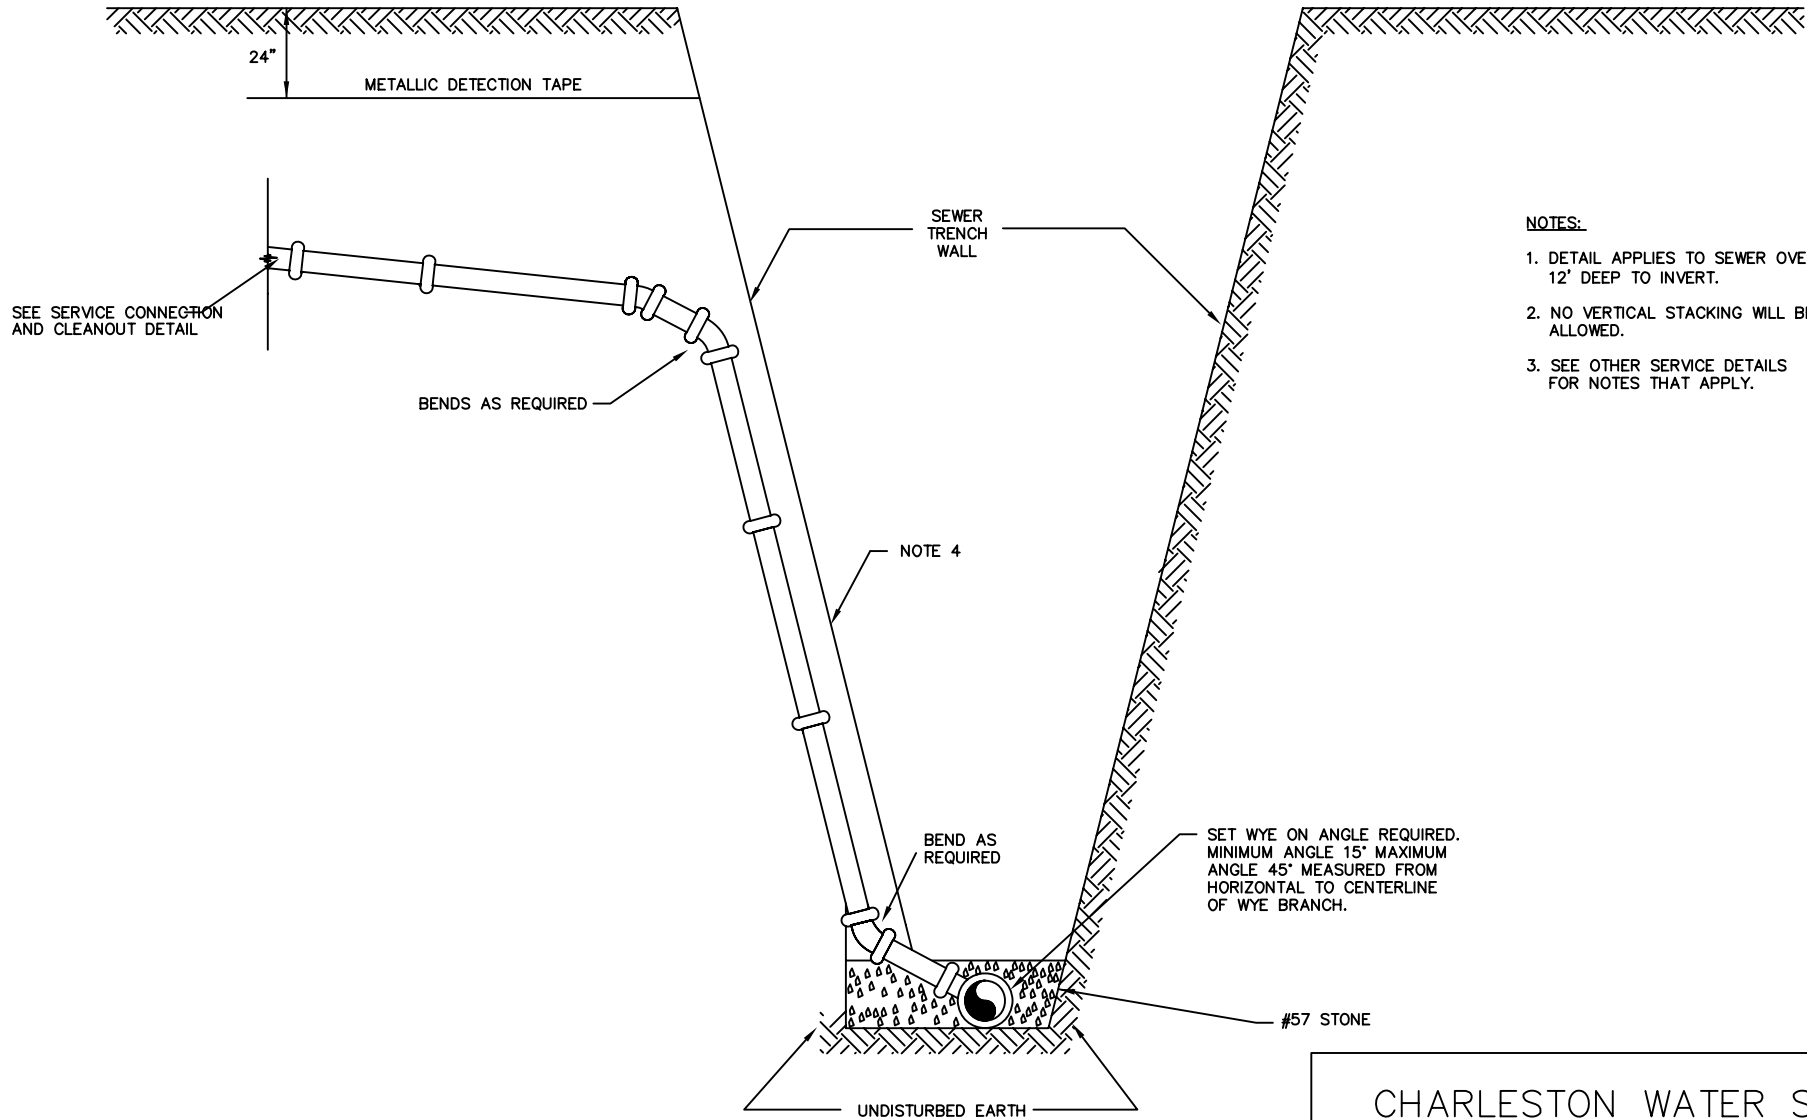 24"
METALLIC DETECTION TAPE
SEWER
TRENCH
WALL
NOTES:
1. DETAIL APPLIES TO SEWER OVE
12' DEEP TO INVERT.
2. NO VERTICAL STACKING WILL BE
ALLOWED.
3. SEE OTHER SERVICE DETAILS
FOR NOTES THAT APPLY.
SEE SERVICE CONNECTION
AND CLEANOUT DETAIL
BENDS AS REQUIRED
NOTE 4
BEND AS
REQUIRED
SET WYE ON ANGLE REQUIRED.
MINIMUM ANGLE 15° MAXIMUM
ANGLE 45° MEASURED FROM
HORIZONTAL TO CENTERLINE
OF WYE BRANCH.
#57 STONE
UNDISTURBED EARTH
CHARLESTON WATER S